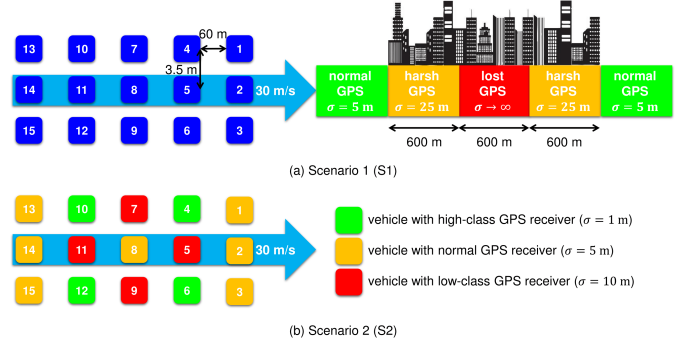 60 m
13 10 7 4 1
3.5 m
14 11 8 5 2 30 m/s
15 12 9 6 3
normal GPS σ = 5 m
harsh GPS σ = 25 m
lost GPS σ → ∞
harsh GPS σ = 25 m
normal GPS σ = 5 m
600 m 600 m 600 m
(a) Scenario 1 (S1)
13 10 7 4 1
14 11 8 5 2 30 m/s
15 12 9 6 3
vehicle with high-class GPS receiver (σ = 1 m)
vehicle with normal GPS receiver (σ = 5 m)
vehicle with low-class GPS receiver (σ = 10 m)
(b) Scenario 2 (S2)